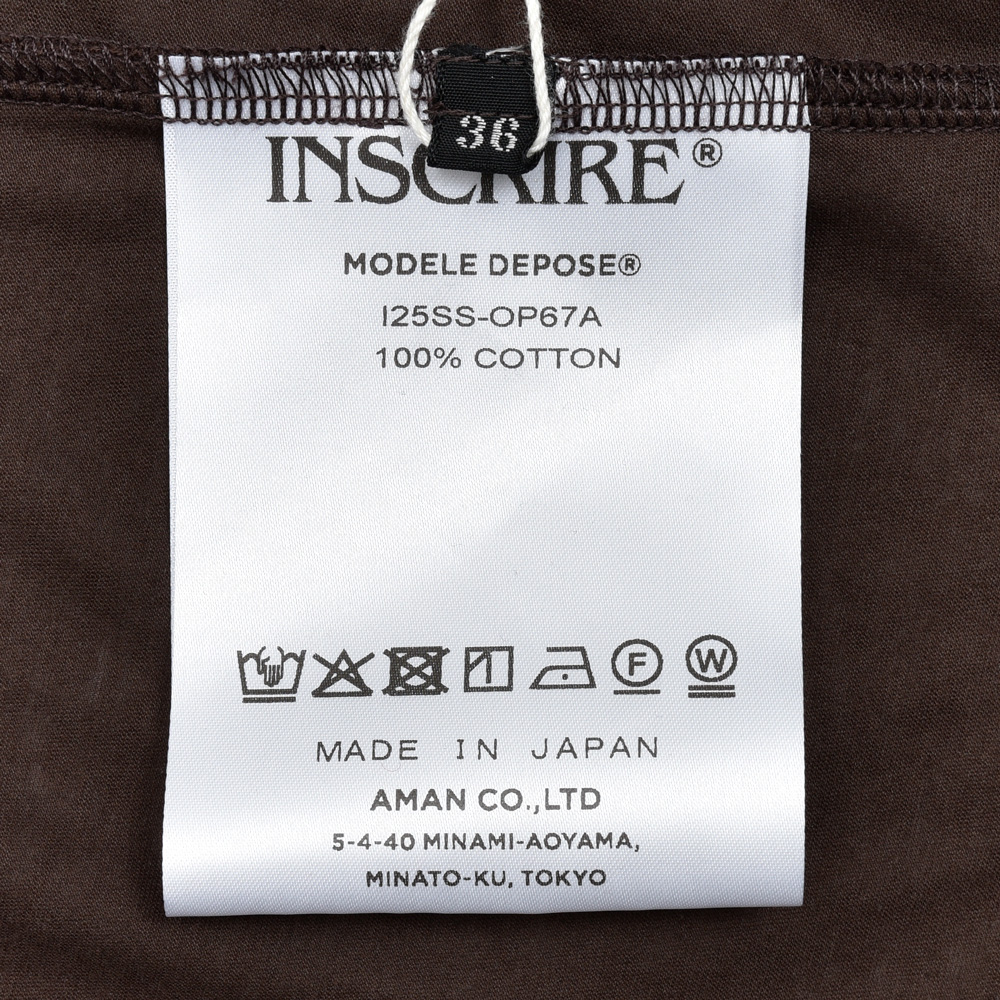 36
INSCRIRE®
MODELE DEPOSE®
I25SS-OP67A
100% COTTON
F W
MADE IN JAPAN
AMAN CO.,LTD
5-4-40 MINAMI-AOYAMA,
MINATO-KU, TOKYO